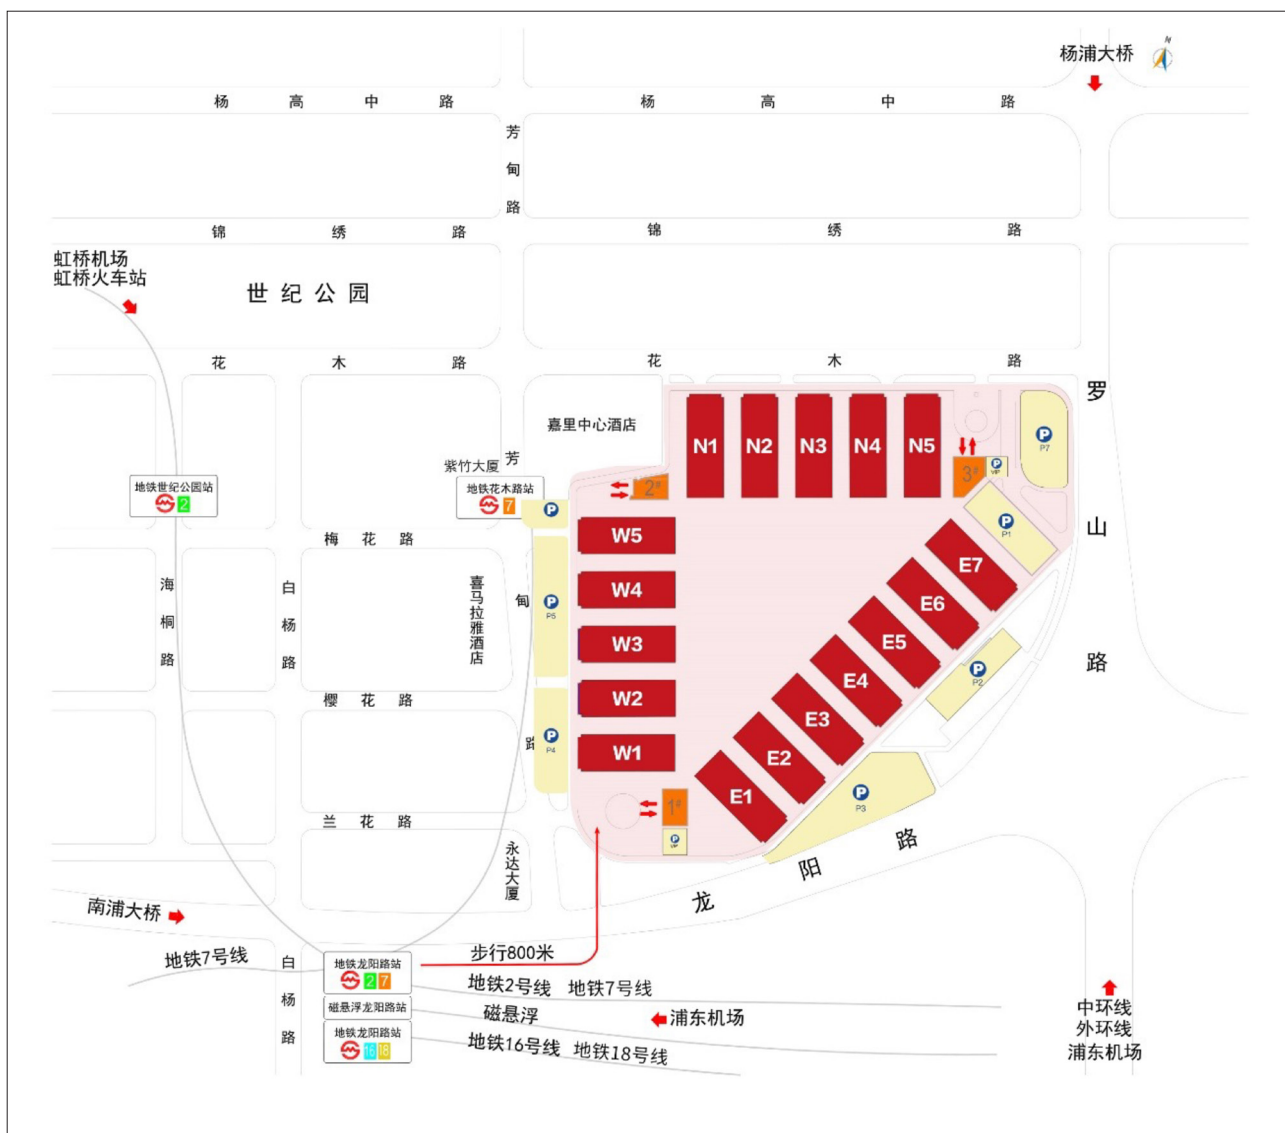 杨浦大桥
N
杨高中路
杨高中路
芳甸路
锦绣路
锦绣路
虹桥机场
虹桥火车站
世纪公园
花木路
花木路
罗山路
嘉里中心酒店
N1
N2
N3
N4
N5
P
P7
紫竹大厦
芳甸路
地铁世纪公园站
2
地铁花木路站
7
2#
3#
P
VIP
P
P
P1
W5
W4
W3
W2
W1
E7
E6
E5
E4
E3
E2
E1
梅花路
海桐路
白杨路
喜马拉雅酒店
P
P5
P
P2
樱花路
P
P4
P
P3
1#
P
VIP
兰花路
永达大厦
龙阳路
南浦大桥
地铁7号线
白杨路
地铁龙阳路站
2 7
步行800米
地铁2号线 地铁7号线
磁悬浮龙阳路站
磁悬浮
浦东机场
地铁龙阳路站
16 18
地铁16号线 地铁18号线
中环线
外环线
浦东机场